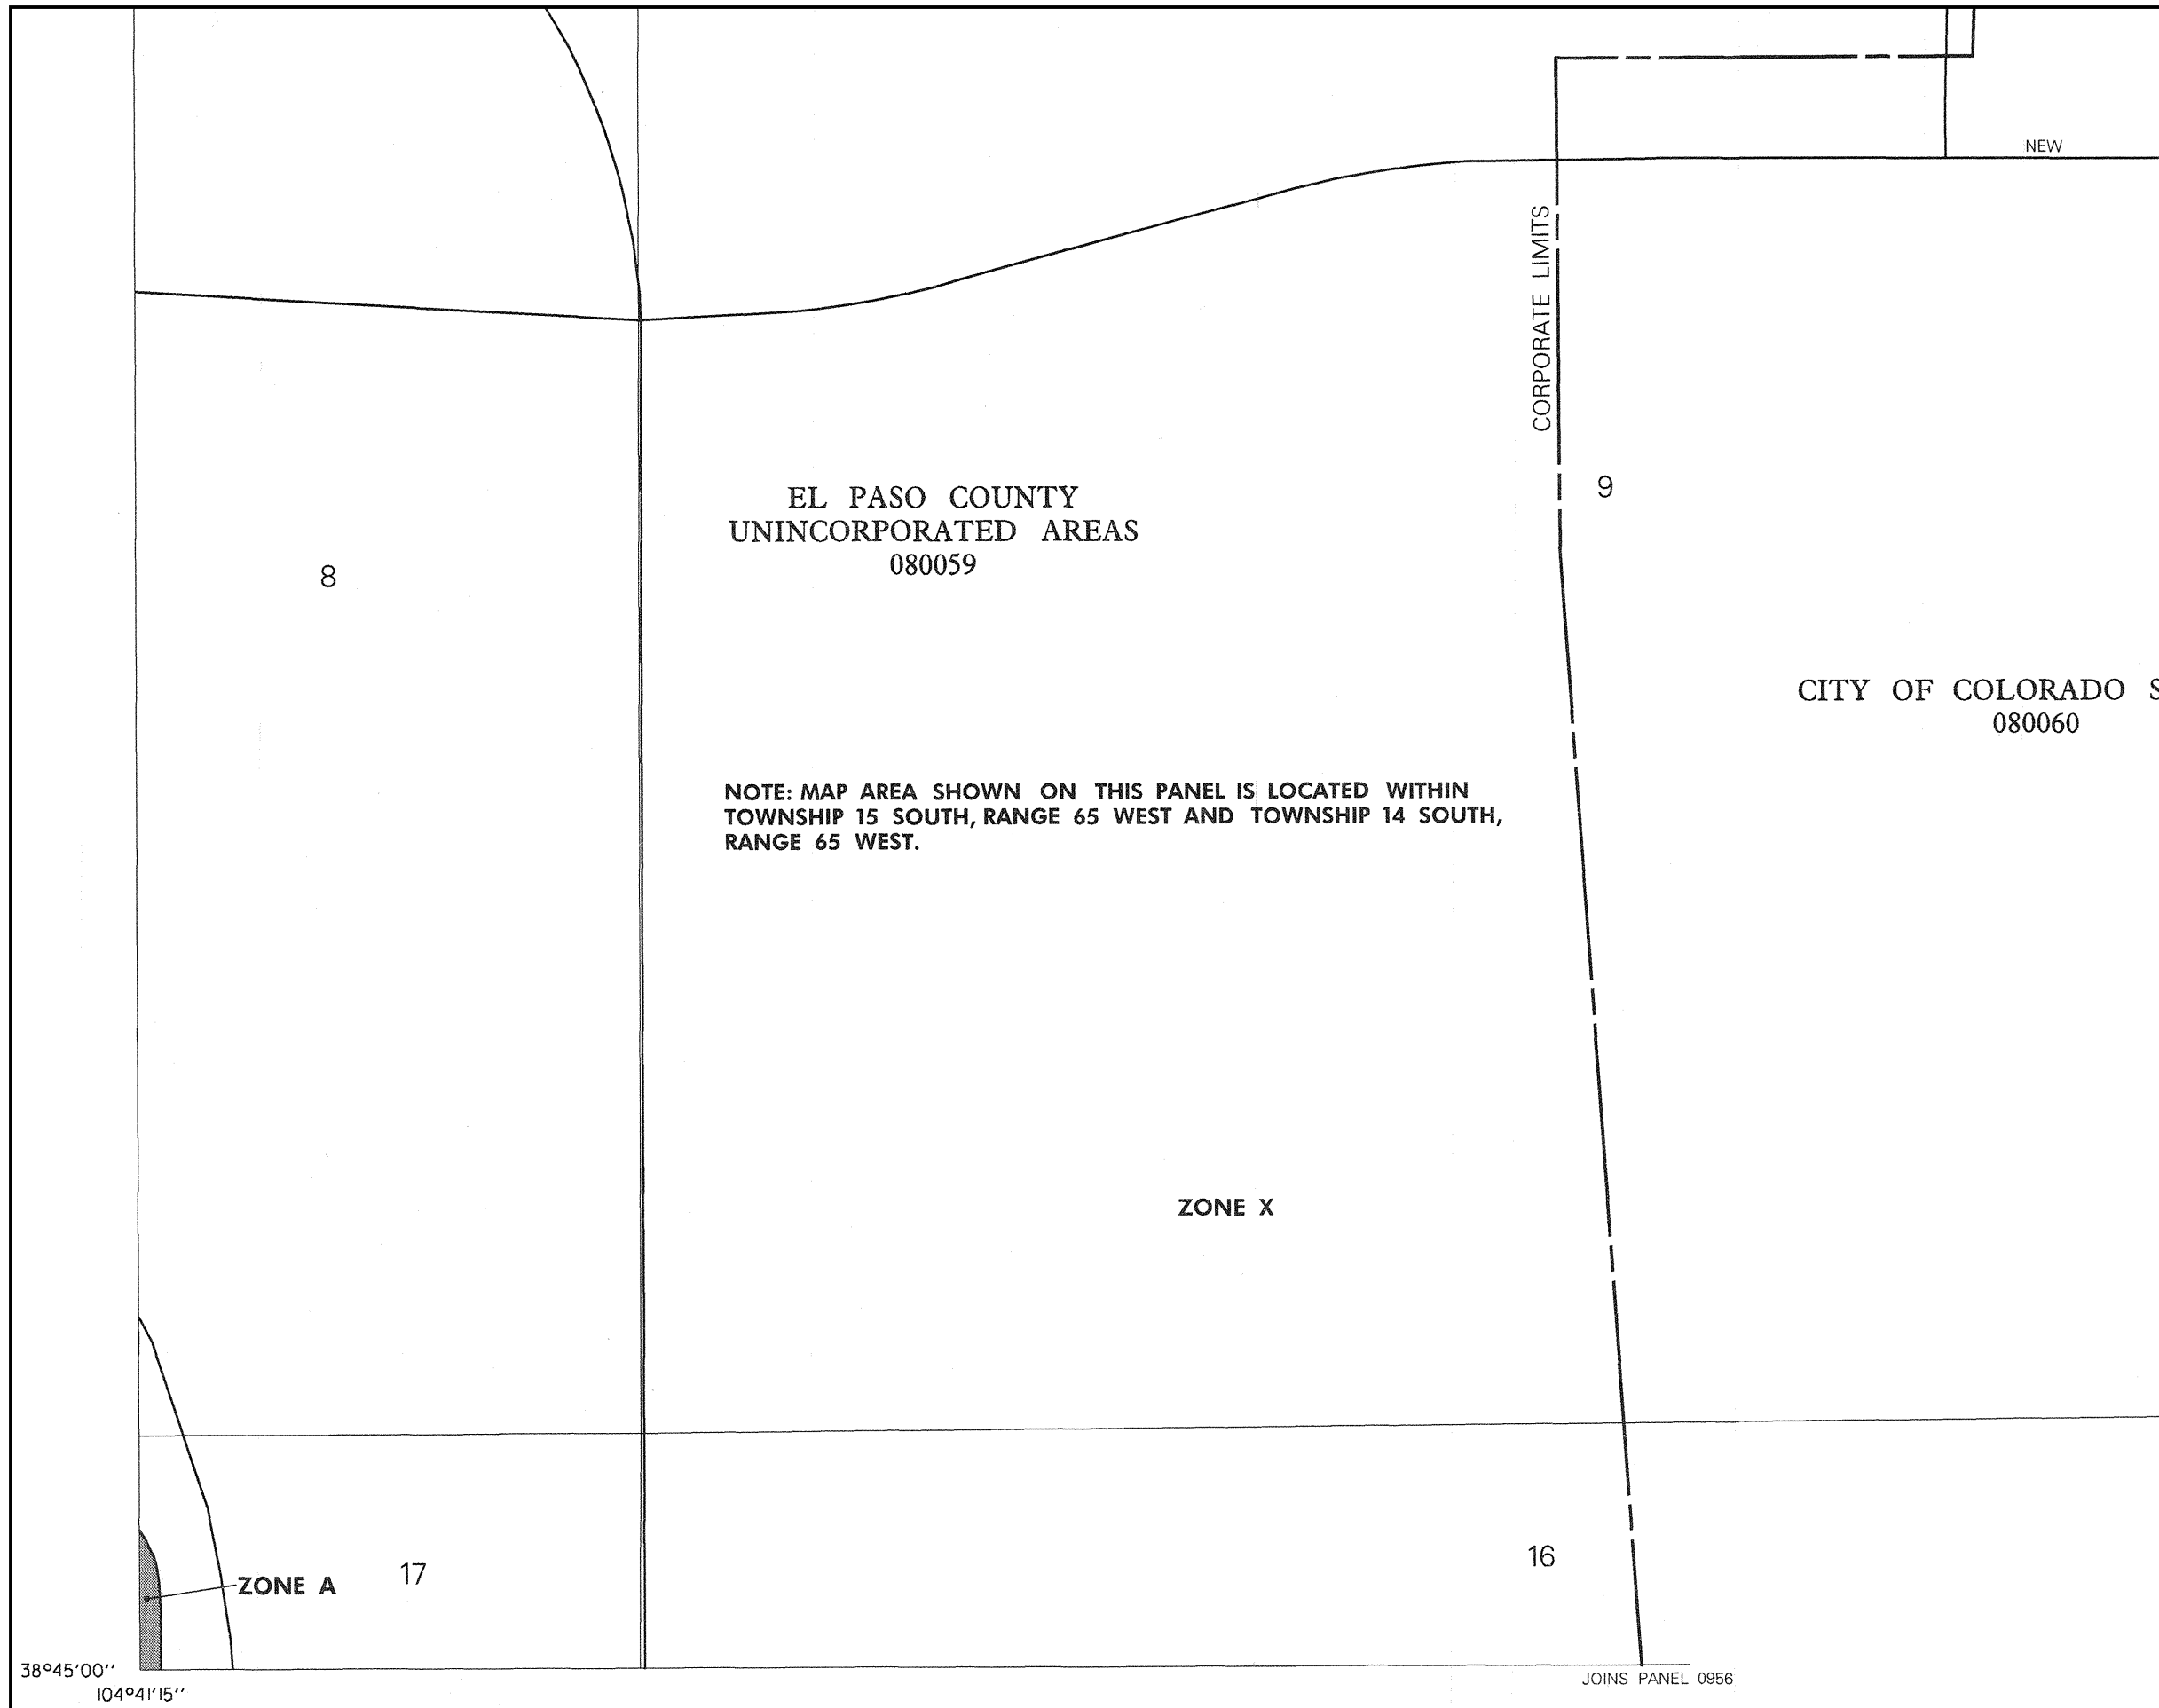 NEW
CORPORATE LIMITS
9
EL PASO COUNTY
UNINCORPORATED AREAS
080059
8
CITY OF COLORADO S
080060
NOTE: MAP AREA SHOWN ON THIS PANEL IS LOCATED WITHIN
TOWNSHIP 15 SOUTH, RANGE 65 WEST AND TOWNSHIP 14 SOUTH,
RANGE 65 WEST.
ZONE X
16
17
ZONE A
38°45'00''
JOINS PANEL 0956
104°41'15''